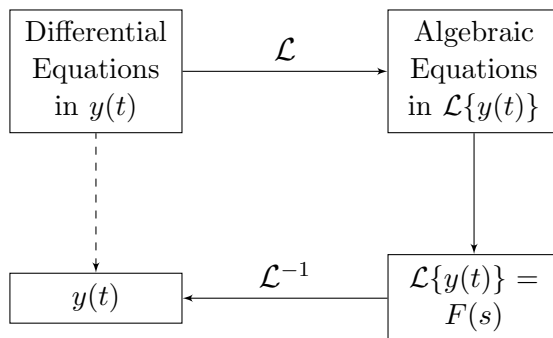 Differential
Equations
in y(t)
ℒ
Algebraic
Equations
in ℒ{y(t)}
y(t)
ℒ⁻¹
ℒ{y(t)} =
F(s)